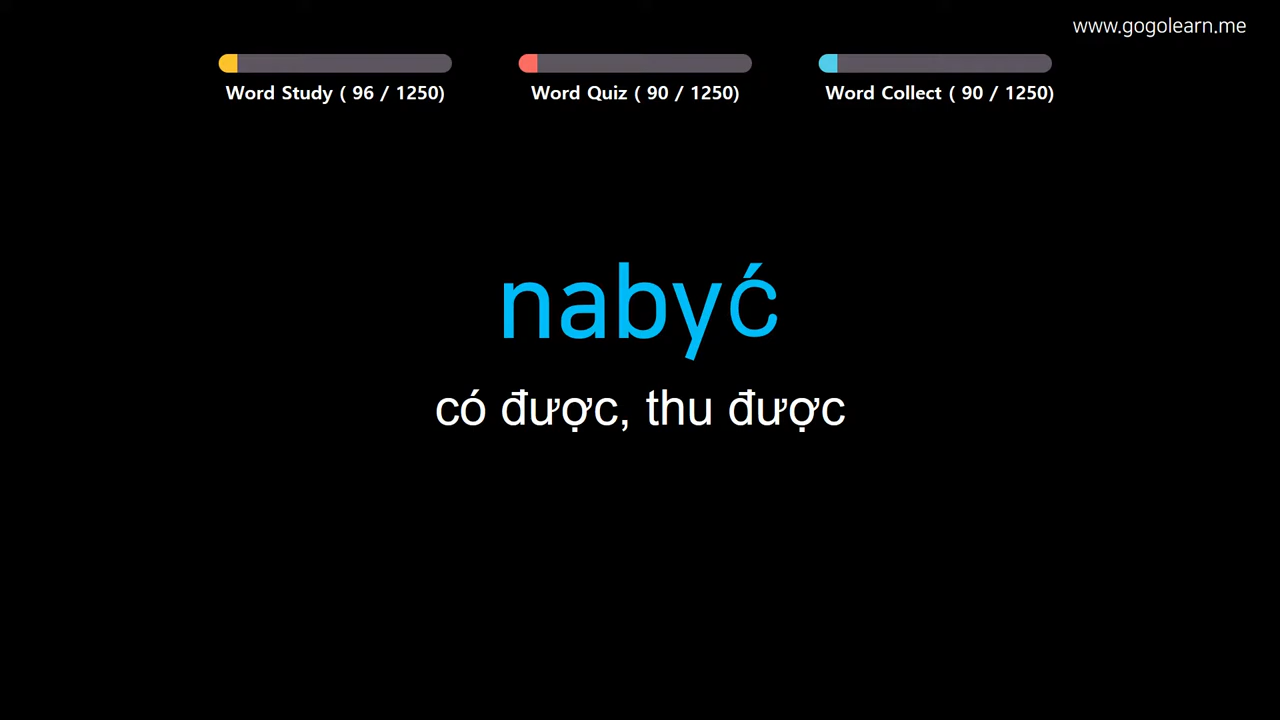 www.gogolearn.me
Word Study ( 96 / 1250)
Word Quiz ( 90 / 1250)
Word Collect ( 90 / 1250)
nabyć
có được, thu được